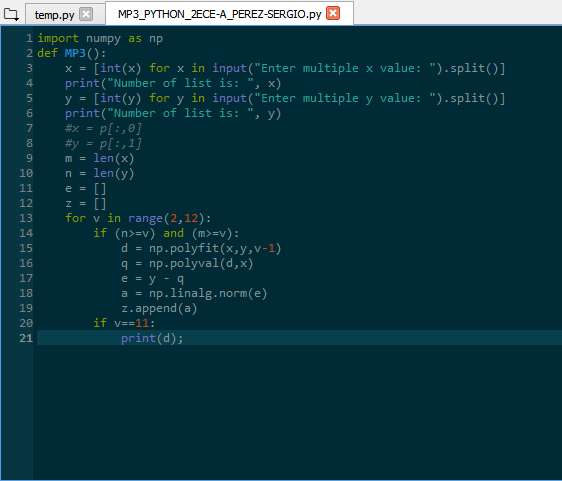 temp.py MP3_PYTHON_2ECE-A_PEREZ-SERGIO.py
1 import numpy as np
2 def MP3():
3     x = [int(x) for x in input("Enter multiple x value: ").split()]
4     print("Number of list is: ", x)
5     y = [int(y) for y in input("Enter multiple y value: ").split()]
6     print("Number of list is: ", y)
7     #x = p[:,0]
8     #y = p[:,1]
9     m = len(x)
10     n = len(y)
11     e = []
12     z = []
13     for v in range(2,12):
14         if (n>=v) and (m>=v):
15             d = np.polyfit(x,y,v-1)
16             q = np.polyval(d,x)
17             e = y - q
18             a = np.linalg.norm(e)
19             z.append(a)
20         if v==11:
21             print(d);